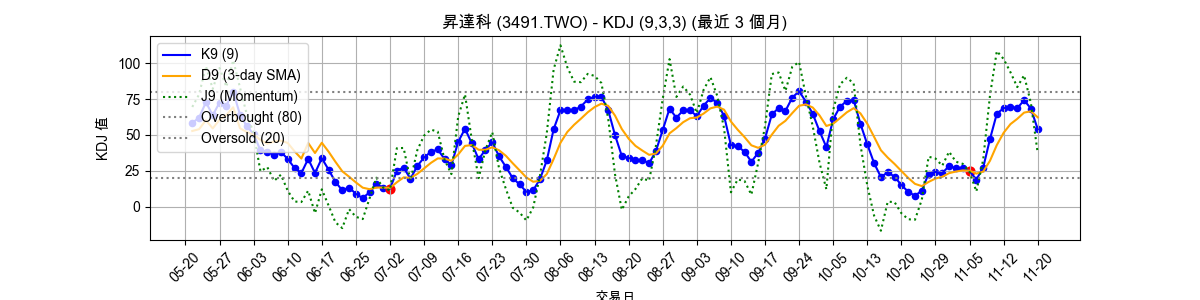 昇達科 (3491.TWO) - KDJ (9,3,3) (最近 3 個月)
K9 (9)
D9 (3-day SMA)
J9 (Momentum)
Overbought (80)
Oversold (20)
KDJ 值
100
75
50
25
0
05-20 05-27 06-03 06-10 06-17 06-25 07-02 07-09 07-16 07-23 07-30 08-06 08-13 08-20 08-27 09-03 09-10 09-17 09-24 10-05 10-13 10-20 10-29 11-05 11-12 11-20
交易日